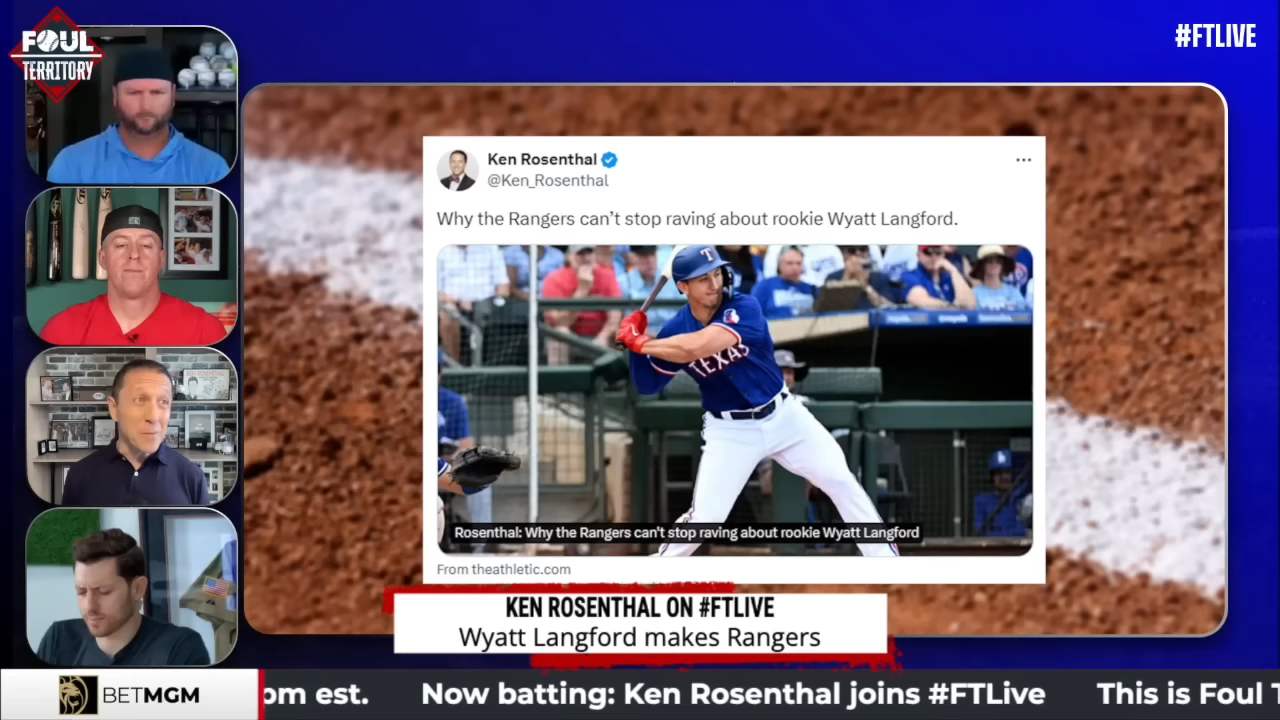 FOUL
TERRITORY
#FTLIVE
Ken Rosenthal
@Ken_Rosenthal
Why the Rangers can’t stop raving about rookie Wyatt Langford.
T
TEXAS
Rosenthal: Why the Rangers can't stop raving about rookie Wyatt Langford
From theathletic.com
KEN ROSENTHAL ON #FTLIVE
Wyatt Langford makes Rangers
BETMGM
om est.
Now batting: Ken Rosenthal joins #FTLive
This is Foul T